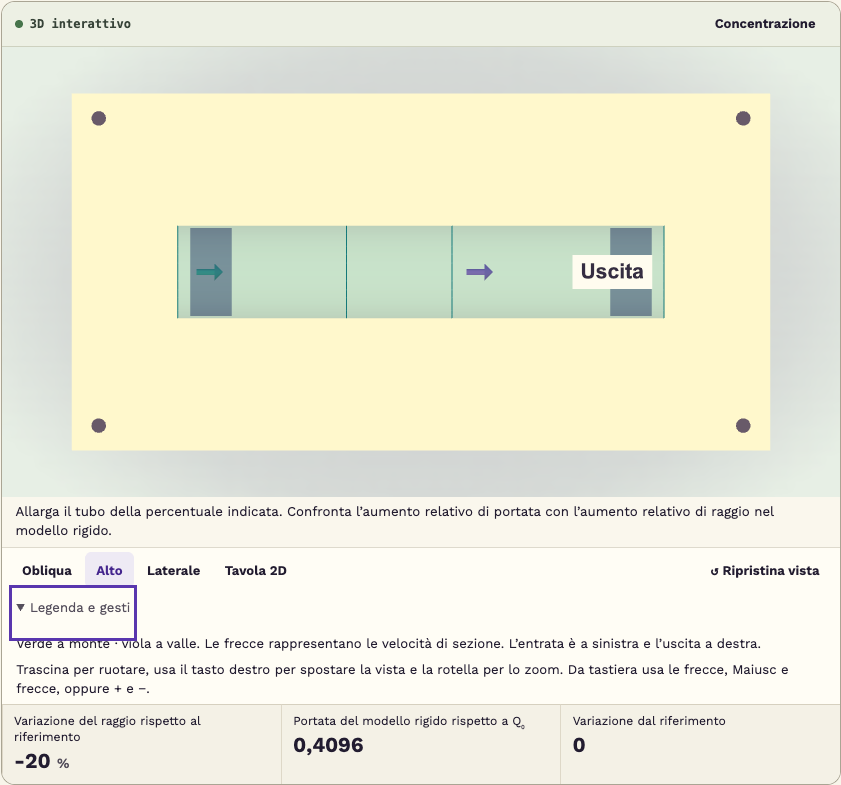 3D interattivo
Concentrazione
Uscita
Allarga il tubo della percentuale indicata. Confronta l’aumento relativo di portata con l’aumento relativo di raggio nel
modello rigido.
Obliqua Alto Laterale Tavola 2D ↺ Ripristina vista
▼ Legenda e gesti
Verde a monte · viola a valle. Le frecce rappresentano le velocità di sezione. L’entrata è a sinistra e l’uscita a destra.
Trascina per ruotare, usa il tasto destro per spostare la vista e la rotella per lo zoom. Da tastiera usa le frecce, Maiusc e
frecce, oppure + e −.
Variazione del raggio rispetto al
riferimento
-20 %
Portata del modello rigido rispetto a Q₀
0,4096
Variazione dal riferimento
0